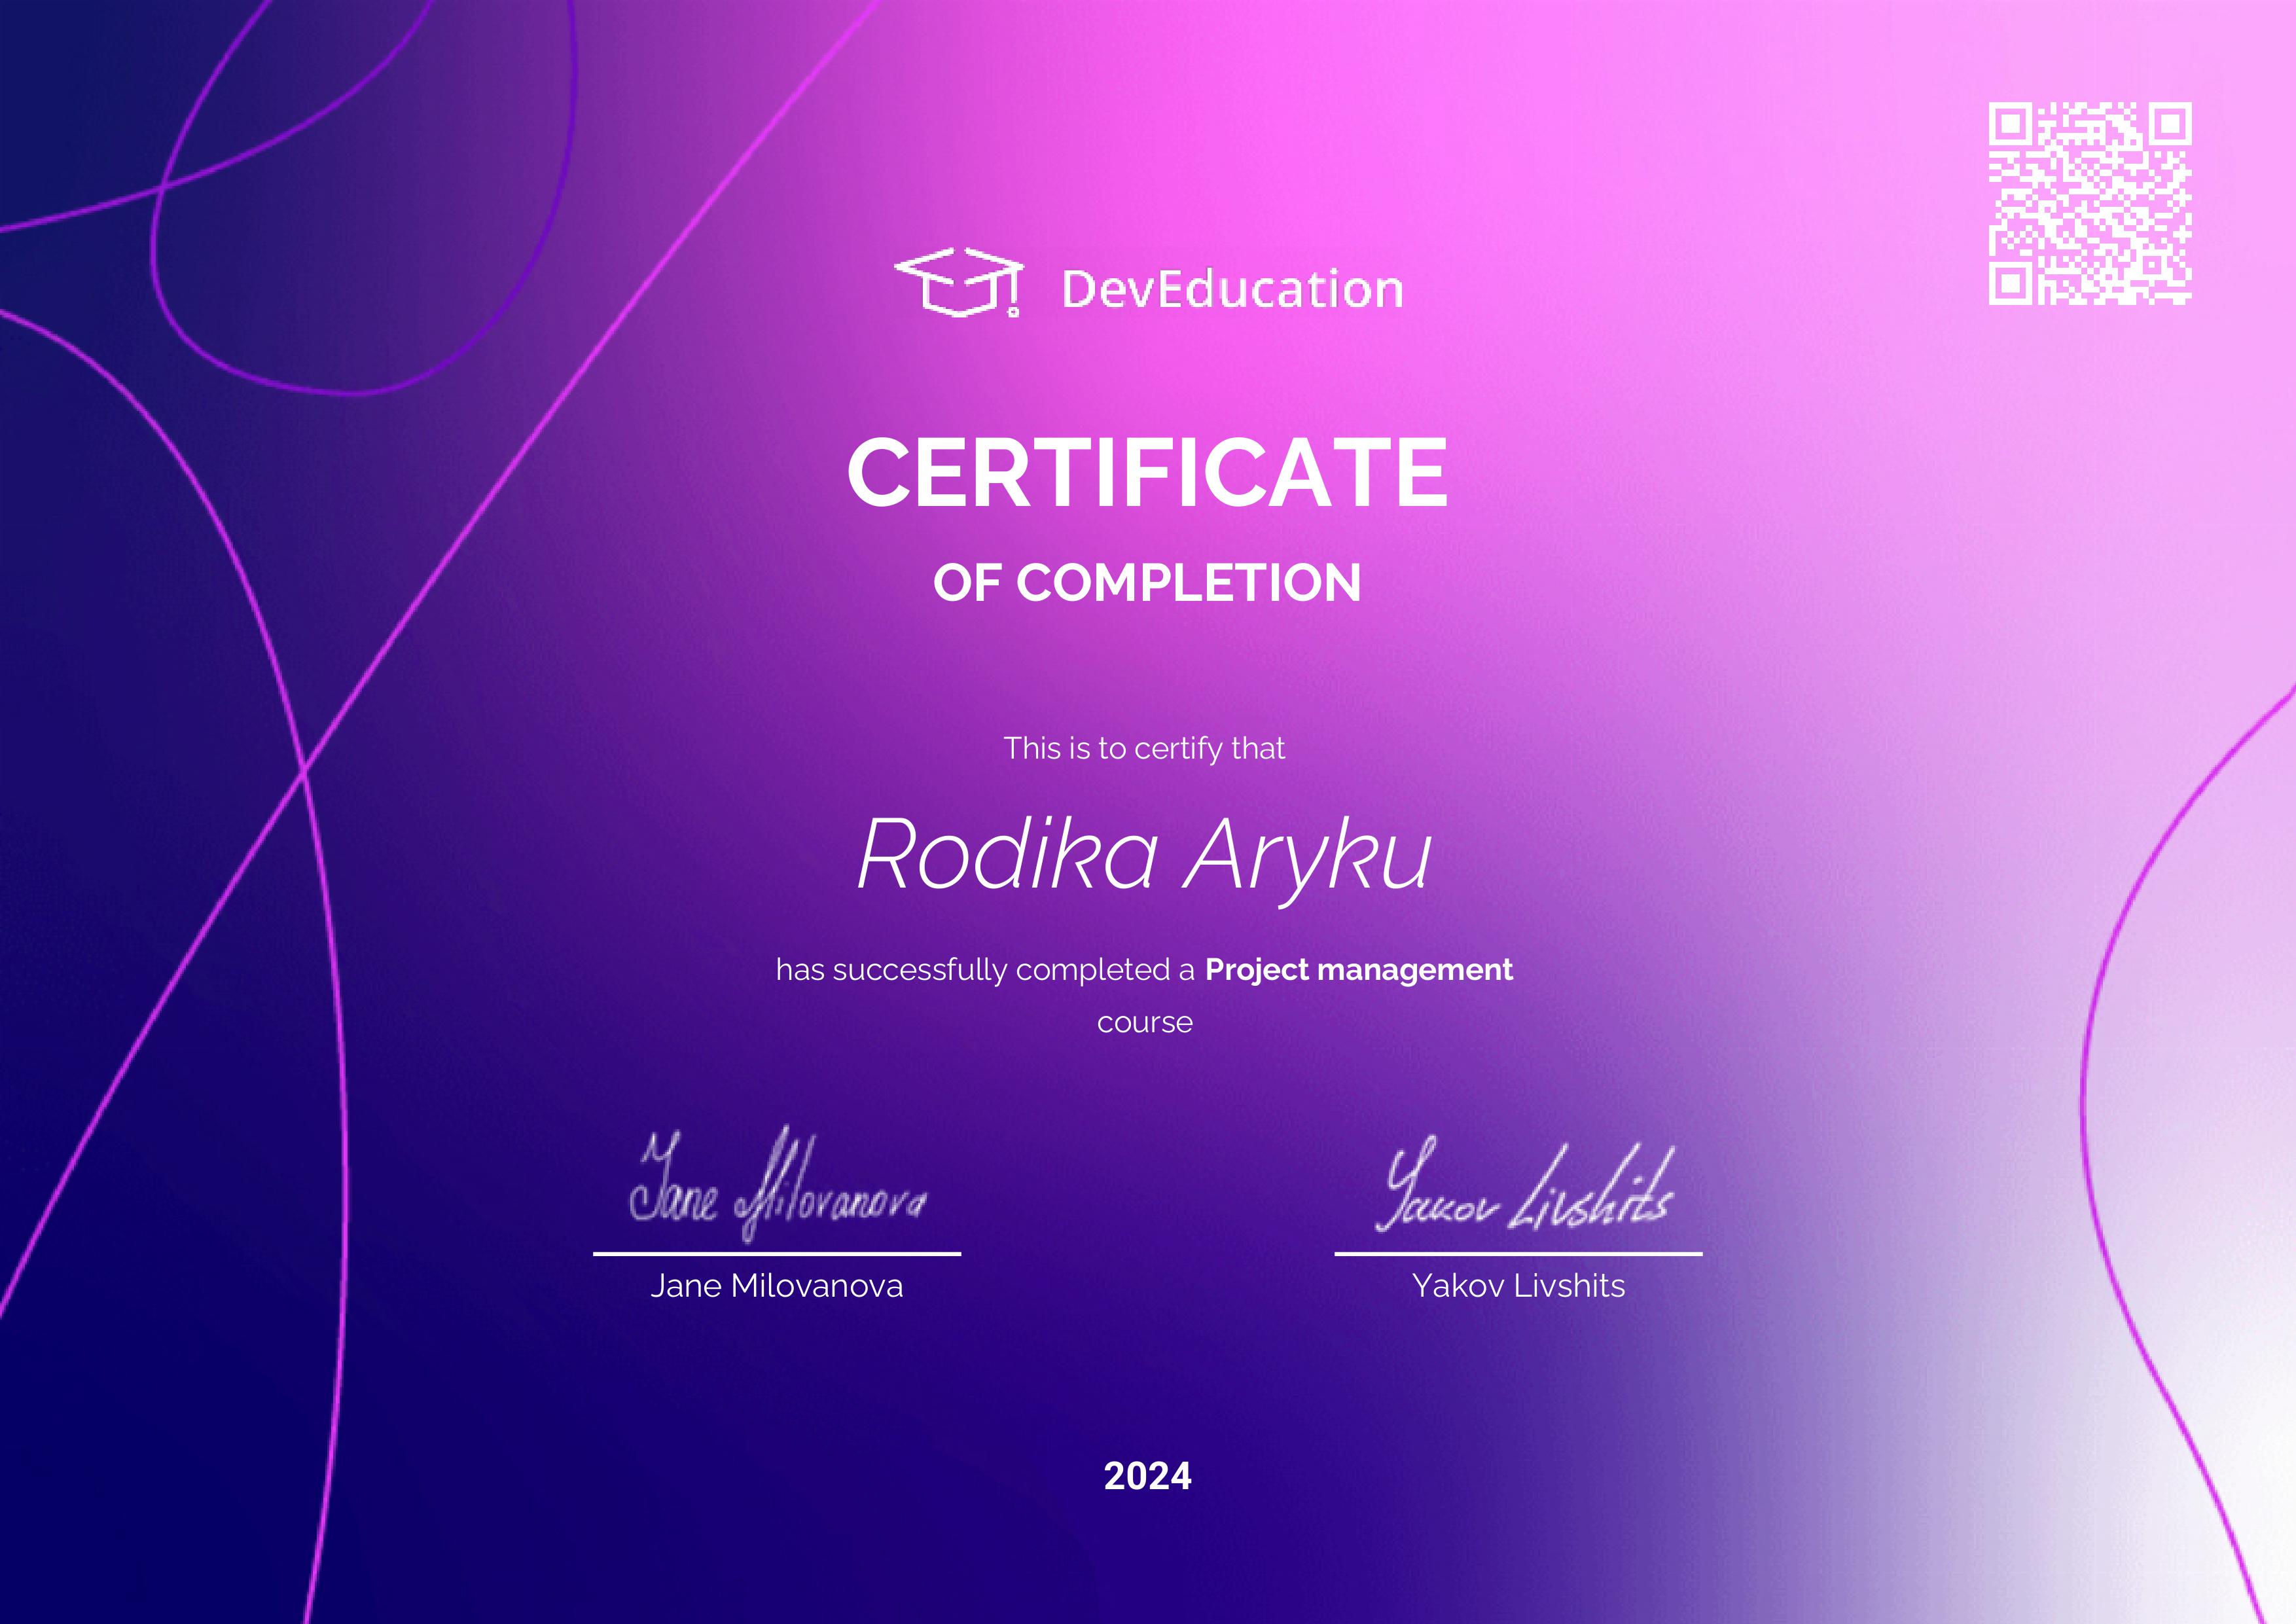 DevEducation
CERTIFICATE
OF COMPLETION
This is to certify that
Rodika Aryku
has successfully completed a Project management
course
Jane Milovanova
Yakov Livshits
Jane Milovanova
Yakov Livshits
2024